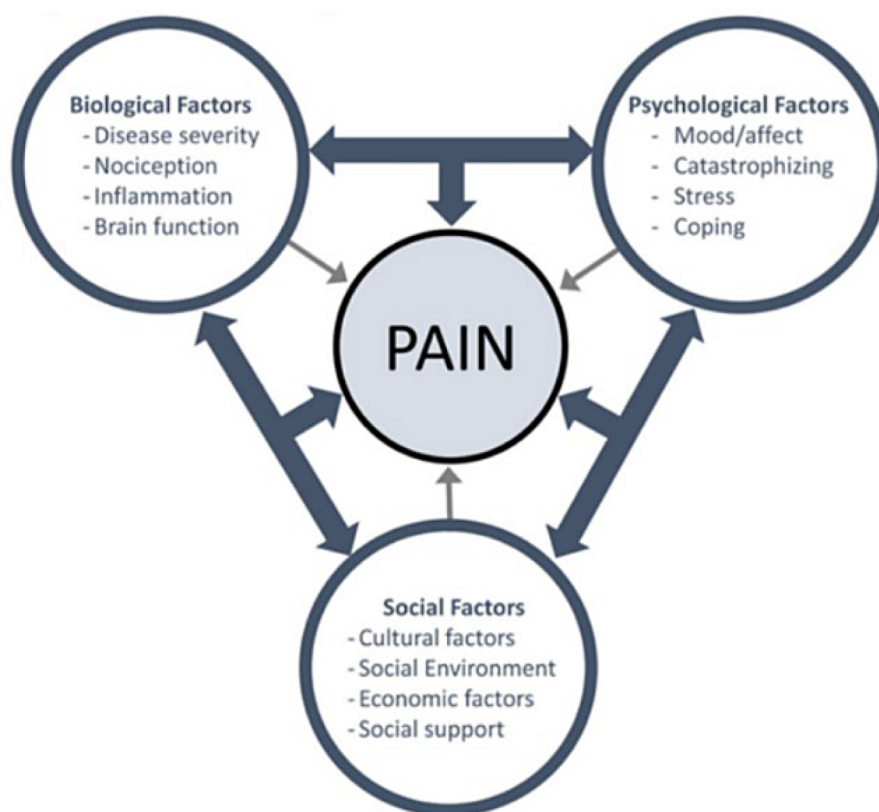 Biological Factors
- Disease severity
- Nociception
- Inflammation
- Brain function
Psychological Factors
- Mood/affect
- Catastrophizing
- Stress
- Coping
PAIN
Social Factors
- Cultural factors
- Social Environment
- Economic factors
- Social support